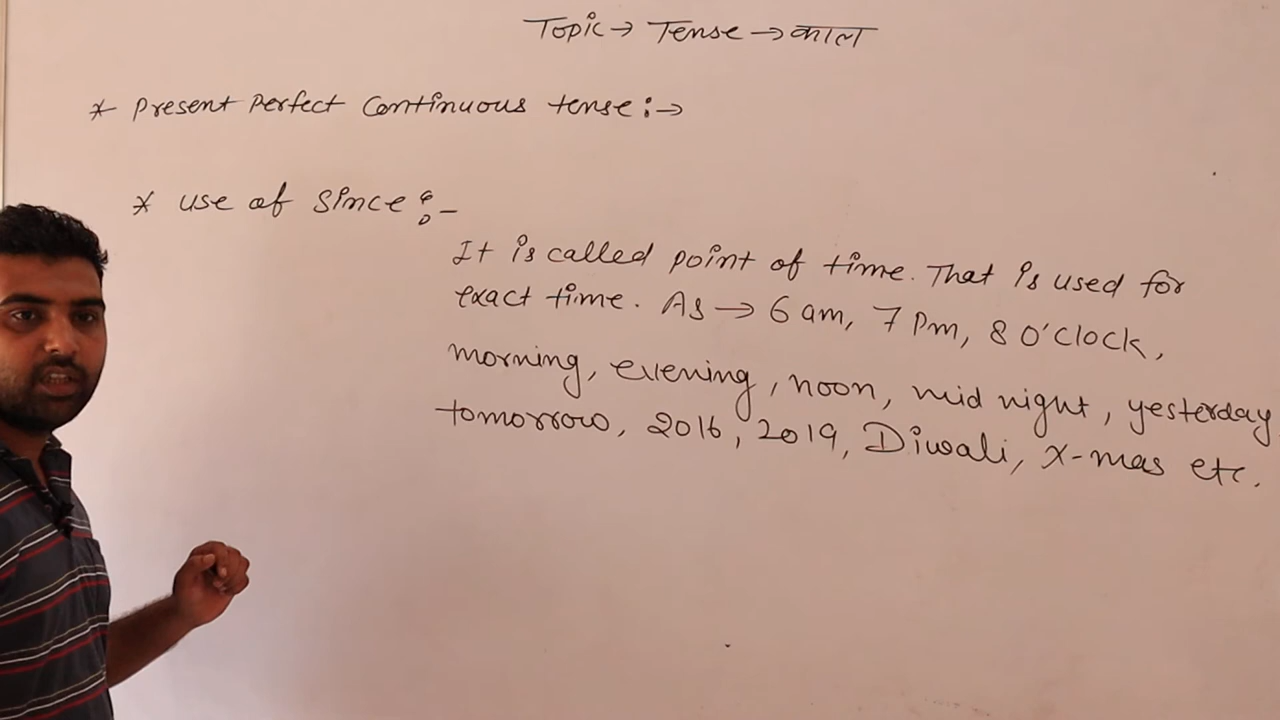 Topic → Tense → काल
* Present Perfect Continuous tense :→
* use of since :-
It is called point of time. That is used for
exact time. As → 6 am, 7 Pm, 8 O'Clock,
morning, evening, noon, mid night, yesterday
tomorrow, 2016, 2019, Diwali, X-mas etc.